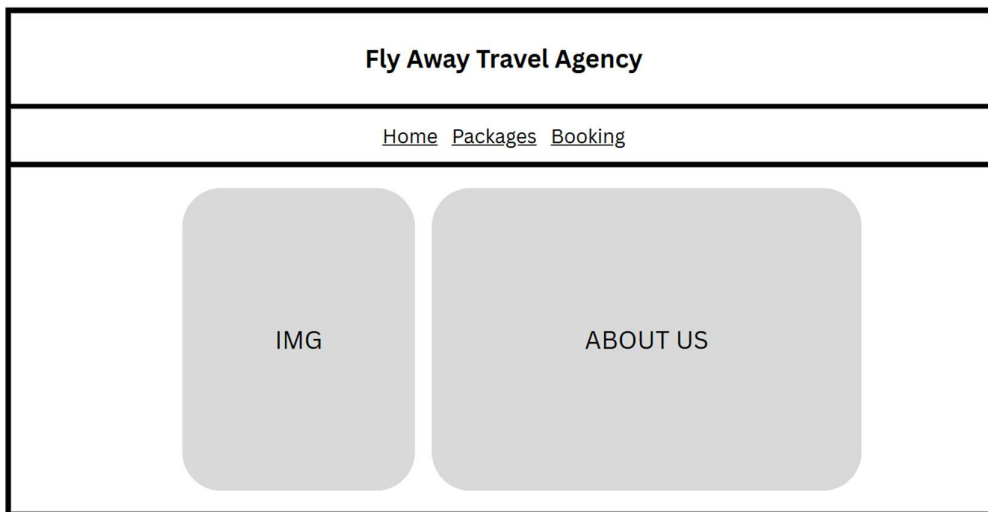 Fly Away Travel Agency
Home Packages Booking
IMG
ABOUT US